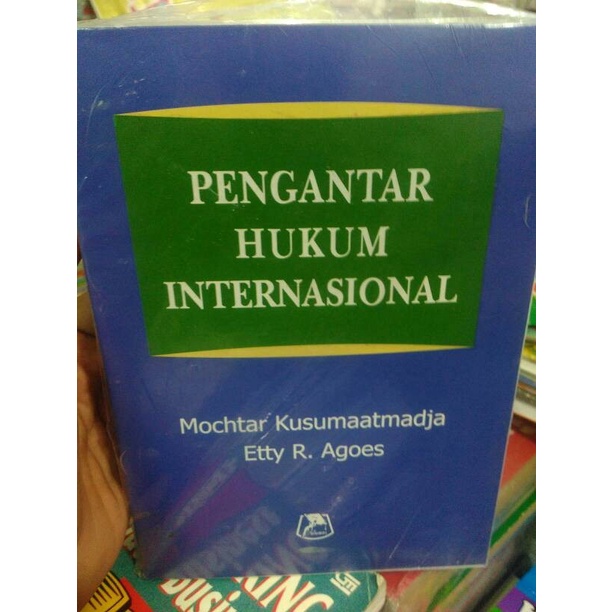 PENGANTAR
HUKUM
INTERNASIONAL
Mochtar Kusumaatmadja
Etty R. Agoes